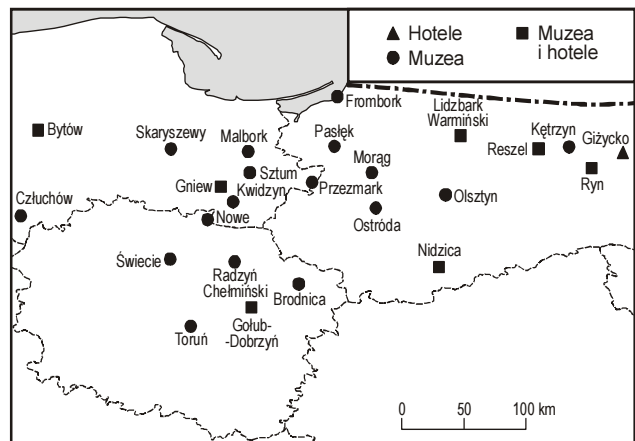 Hotele
Muzea
Muzea
i hotele
Frombork
Bytów
Skaryszewy
Malbork
Pasłęk
Lidzbark
Warmiński
Kętrzyn
Giżycko
Reszel
Ryn
Morąg
Sztum
Gniew
Kwidzyn
Przezmark
Człuchów
Nowe
Ostróda
Olsztyn
Nidzica
Świecie
Radzyń
Chełmiński
Brodnica
Toruń
Gołub-
-Dobrzyń
0 50 100 km